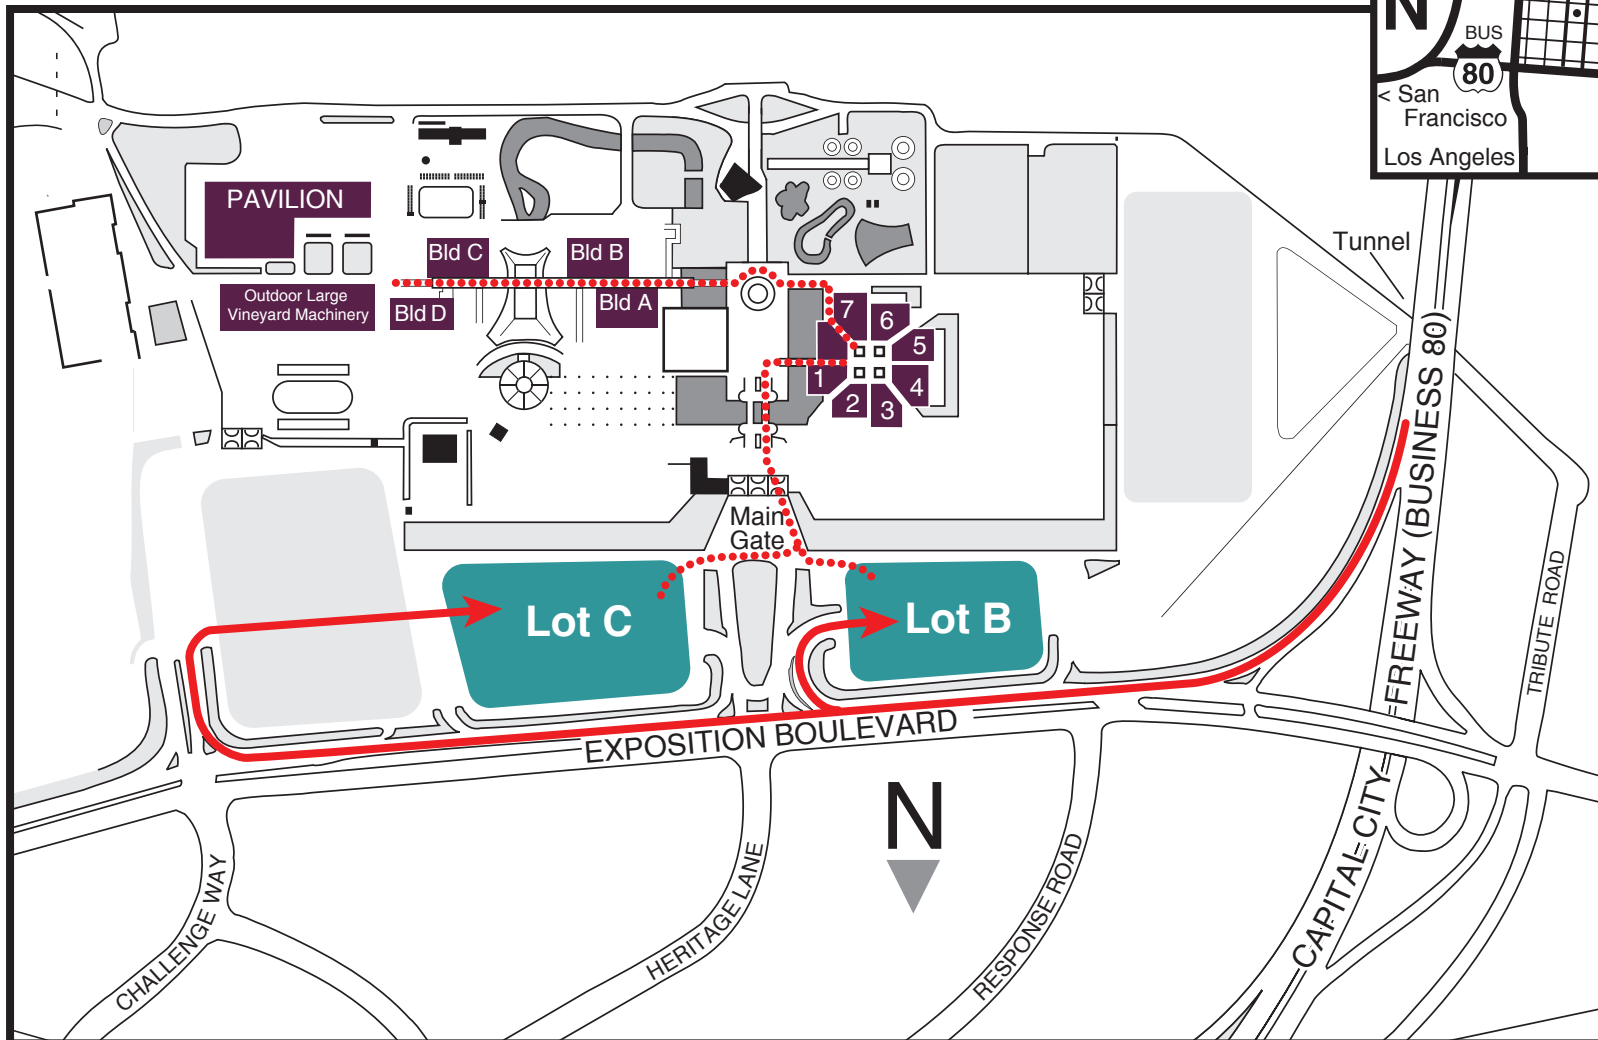 N
BUS
80
< San
Francisco
Los Angeles
PAVILION
Bld C
Bld B
Outdoor Large
Vineyard Machinery
Bld D
Bld A
Tunnel
7
6
5
4
3
2
1
Main
Gate
Lot C
Lot B
EXPOSITION BOULEVARD
CAPITAL CITY FREEWAY (BUSINESS 80)
TRIBUTE ROAD
N
CHALLENGE WAY
HERITAGE LANE
RESPONSE ROAD